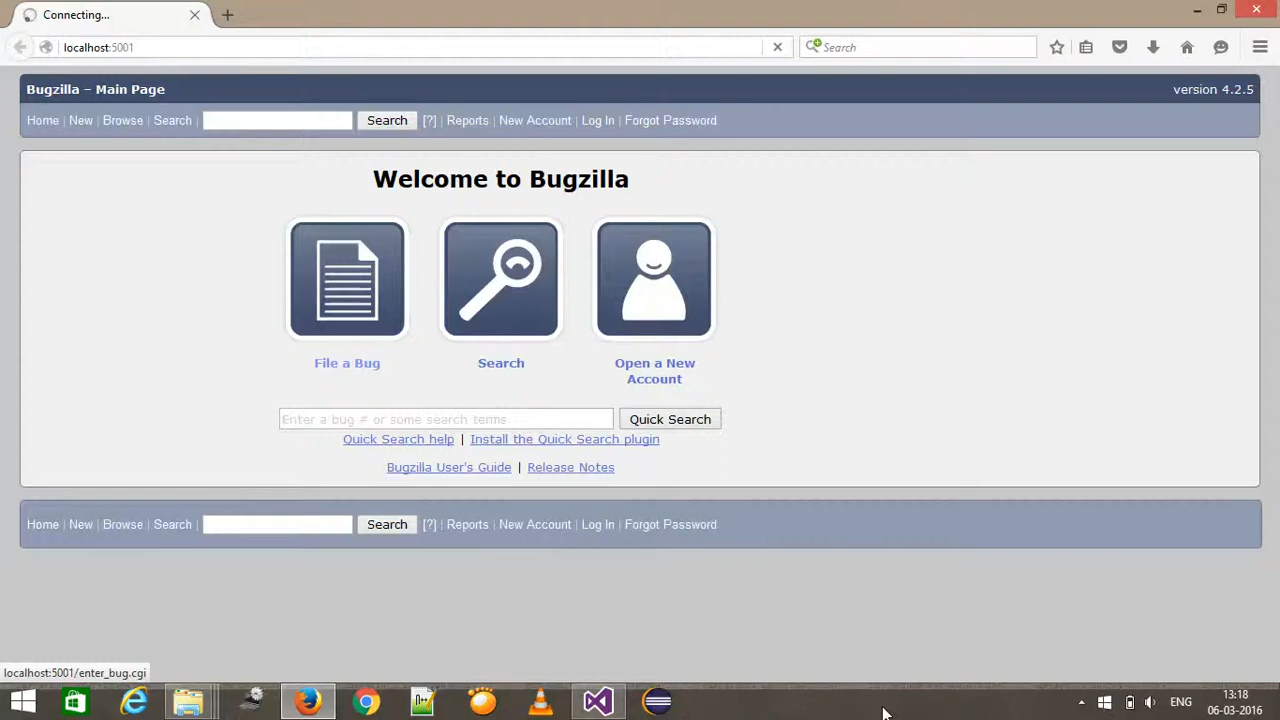 Connecting...
localhost:5001
Search
Bugzilla – Main Page
version 4.2.5
Home | New | Browse | Search | Search [?] | Reports | New Account | Log In | Forgot Password
Welcome to Bugzilla
File a Bug
Search
Open a New
Account
Enter a bug # or some search terms
Quick Search
Quick Search help | Install the Quick Search plugin
Bugzilla User's Guide | Release Notes
Home | New | Browse | Search | Search [?] | Reports | New Account | Log In | Forgot Password
localhost:5001/enter_bug.cgi
ENG
13:18
06-03-2016